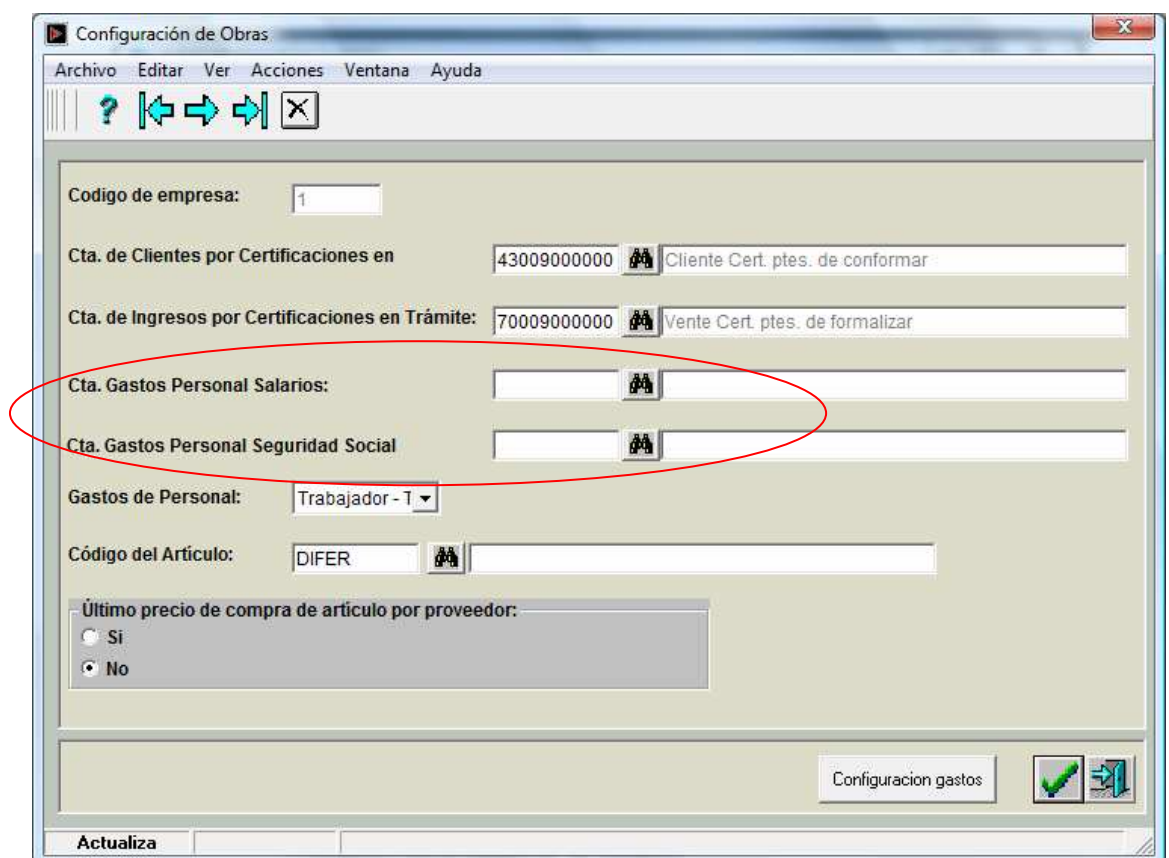 Configuración de Obras
X
Archivo Editar Ver Acciones Ventana Ayuda
?
Codigo de empresa: 1
Cta. de Clientes por Certificaciones en 43009000000 Cliente Cert. ptes. de conformar
Cta. de Ingresos por Certificaciones en Trámite: 70009000000 Vente Cert. ptes. de formalizar
Cta. Gastos Personal Salarios:
Cta. Gastos Personal Seguridad Social
Gastos de Personal: Trabajador - T
Código del Artículo: DIFER
Último precio de compra de artículo por proveedor:
Si
No
Configuracion gastos
Actualiza